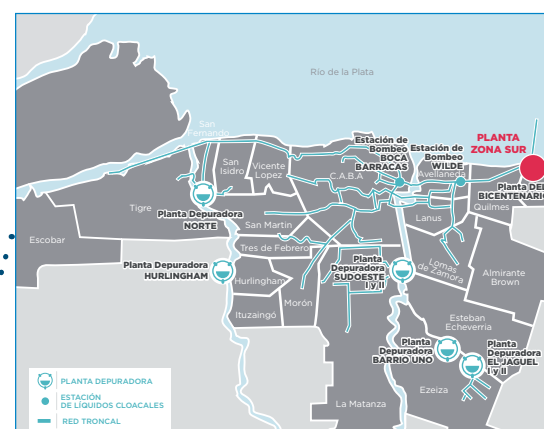 Río de la Plata
San
Fernando
Estación de
Bombeo
BOCA
BARRACAS
Estación de
Bombeo
WILDE
PLANTA
ZONA SUR
San
Isidro
Vicente
Lopez
C.A.B.A
Avellaneda
Planta DEL
BICENTENARIO
Tigre
Planta Depuradora
NORTE
San Martin
Lanus
Quilmes
Escobar
Tres de Febrero
Planta Depuradora
HURLINGHAM
Hurlingham
Planta
Depuradora
SUDOESTE
I y II
Lomas
de Zamora
Almirante
Brown
Morón
Ituzaingó
Esteban
Echeverria
Planta
Depuradora
BARRIO UNO
Planta
Depuradora
EL JAGUEL
I y II
Ezeiza
La Matanza
PLANTA DEPURADORA
ESTACIÓN
DE LÍQUIDOS CLOACALES
RED TRONCAL